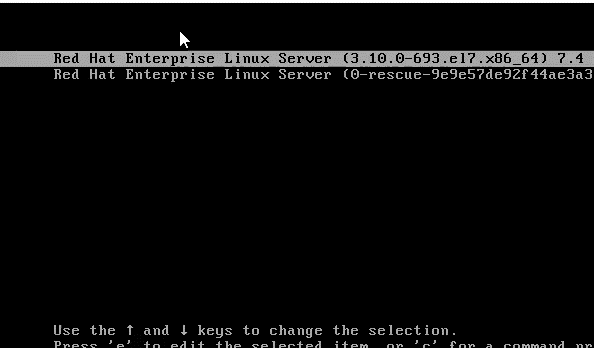 Red Hat Enterprise Linux Server (3.10.0-693.el7.x86_64) 7.4
Red Hat Enterprise Linux Server (0-rescue-9e9e57de92f44ae3a3
Use the ↑ and ↓ keys to change the selection.
Press 'e' to edit the selected item, or 'c' for a command pr